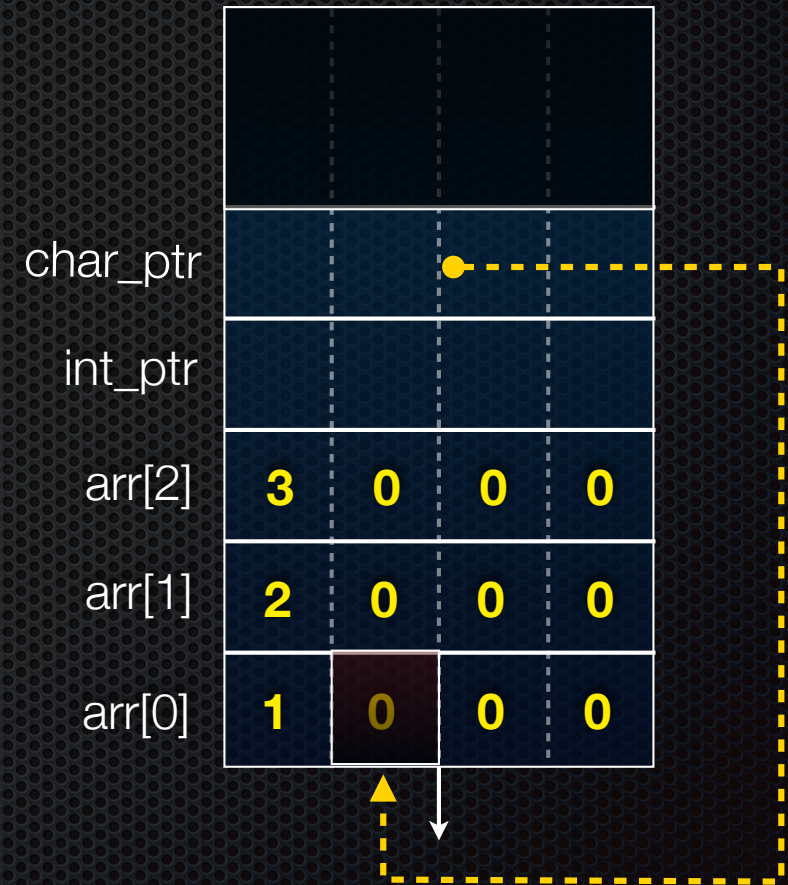 char_ptr
int_ptr
arr[2] 3 0 0 0
arr[1] 2 0 0 0
arr[0] 1 0 0 0